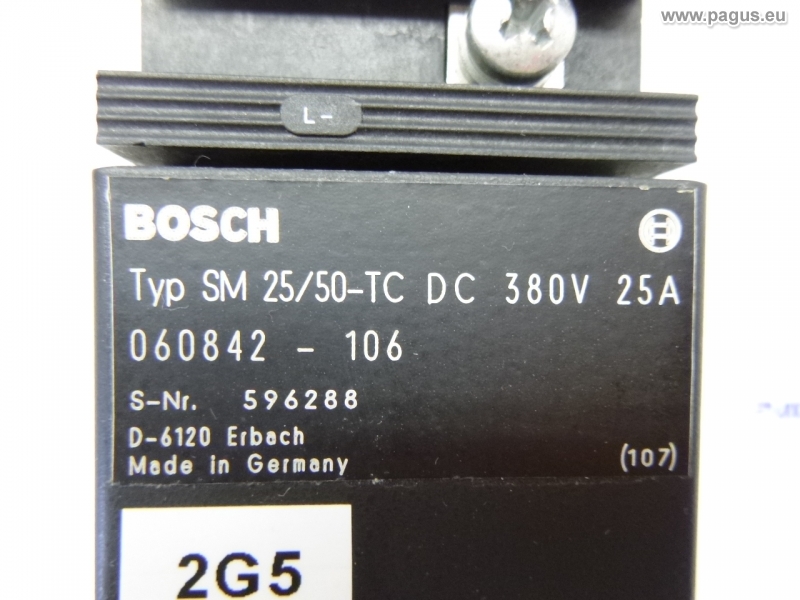 www.pagus.eu
L-
BOSCH
Typ SM 25/50-TC DC 380V 25A
060842 - 106
S-Nr. 596288
D-6120 Erbach
Made in Germany (107)
2G5